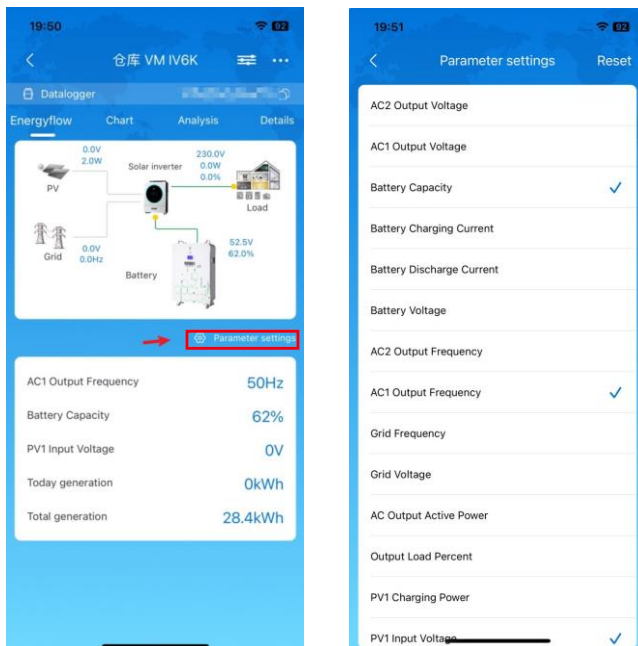 19:50
92
仓库 VM IV6K
Datalogger
Energyflow Chart Analysis Details
0.0V
2.0W
PV
Solar inverter
230.0V
0.0W
0.0%
Load
Grid
0.0V
0.0Hz
Battery
52.5V
62.0%
Parameter settings
AC1 Output Frequency 50Hz
Battery Capacity 62%
PV1 Input Voltage 0V
Today generation 0kWh
Total generation 28.4kWh
19:51
92
Parameter settings Reset
AC2 Output Voltage
AC1 Output Voltage
Battery Capacity
Battery Charging Current
Battery Discharge Current
Battery Voltage
AC2 Output Frequency
AC1 Output Frequency
Grid Frequency
Grid Voltage
AC Output Active Power
Output Load Percent
PV1 Charging Power
PV1 Input Voltage